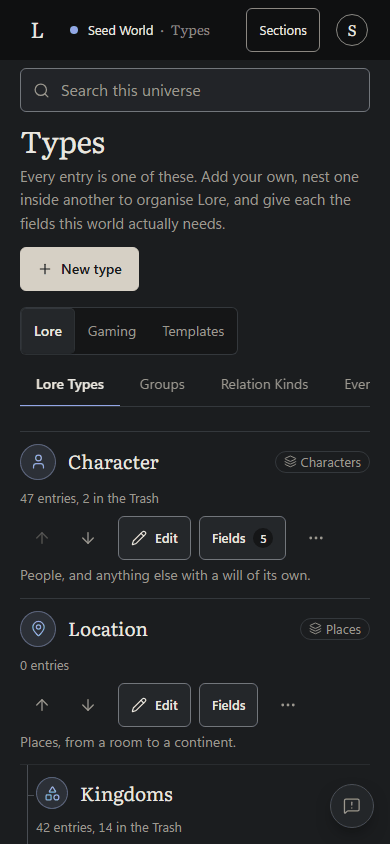 L
Seed World · Types
Sections
S
Search this universe
Types
Every entry is one of these. Add your own, nest one
inside another to organise Lore, and give each the
fields this world actually needs.
New type
Lore
Gaming
Templates
Lore Types
Groups
Relation Kinds
Ever
Character
Characters
47 entries, 2 in the Trash
Edit
Fields 5
People, and anything else with a will of its own.
Location
Places
0 entries
Edit
Fields
Places, from a room to a continent.
Kingdoms
42 entries, 14 in the Trash